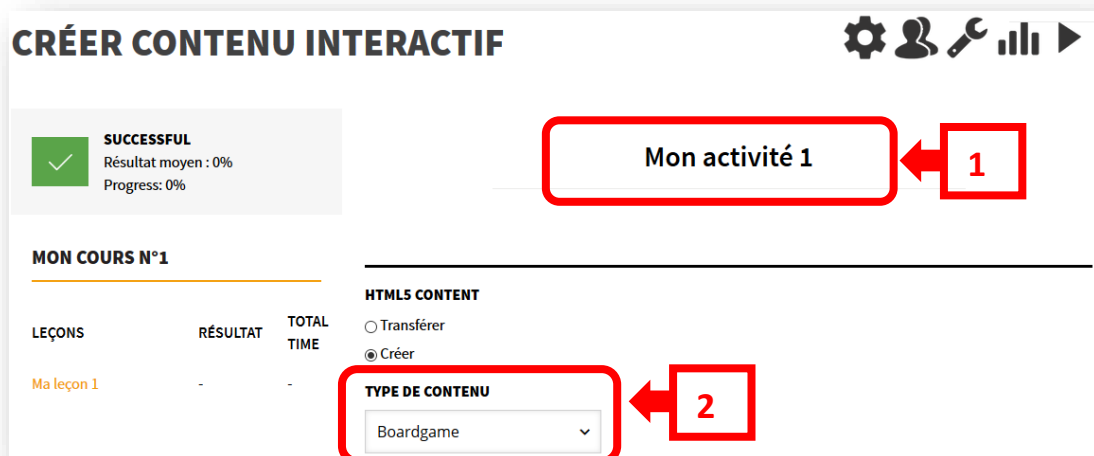 CRÉER CONTENU INTERACTIF
SUCCESSFUL
Résultat moyen : 0%
Progress: 0%
Mon activité 1
1
MON COURS N°1
LEÇONS
RÉSULTAT
TOTAL
TIME
Ma leçon 1
-
-
HTML5 CONTENT
Transférer
Créer
TYPE DE CONTENU
Boardgame
2